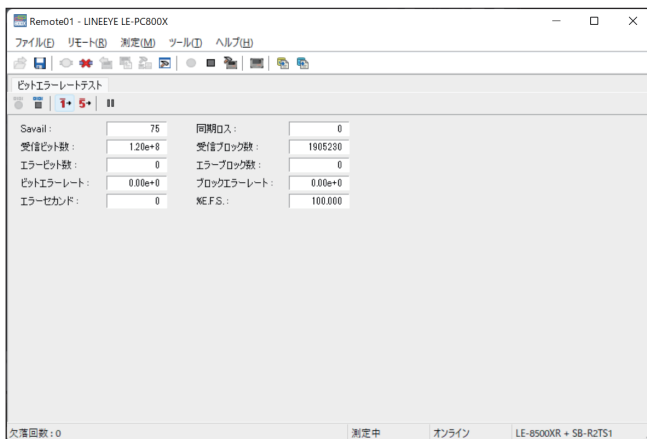 Remote01 - LINEEYE LE-PC800X
ファイル(F) リモート(R) 測定(M) ツール(T) ヘルプ(H)
ビットエラーレートテスト
1 5
Savail : 75 同期ロス : 0
受信ビット数 : 1.20e+8 受信ブロック数 : 1905230
エラービット数 : 0 エラーブロック数 : 0
ビットエラーレート : 0.00e+0 ブロックエラーレート : 0.00e+0
エラーセカンド : 0 %E.F.S. : 100.000
欠落回数 : 0 測定中 オンライン LE-8500XR + SB-R2TS1